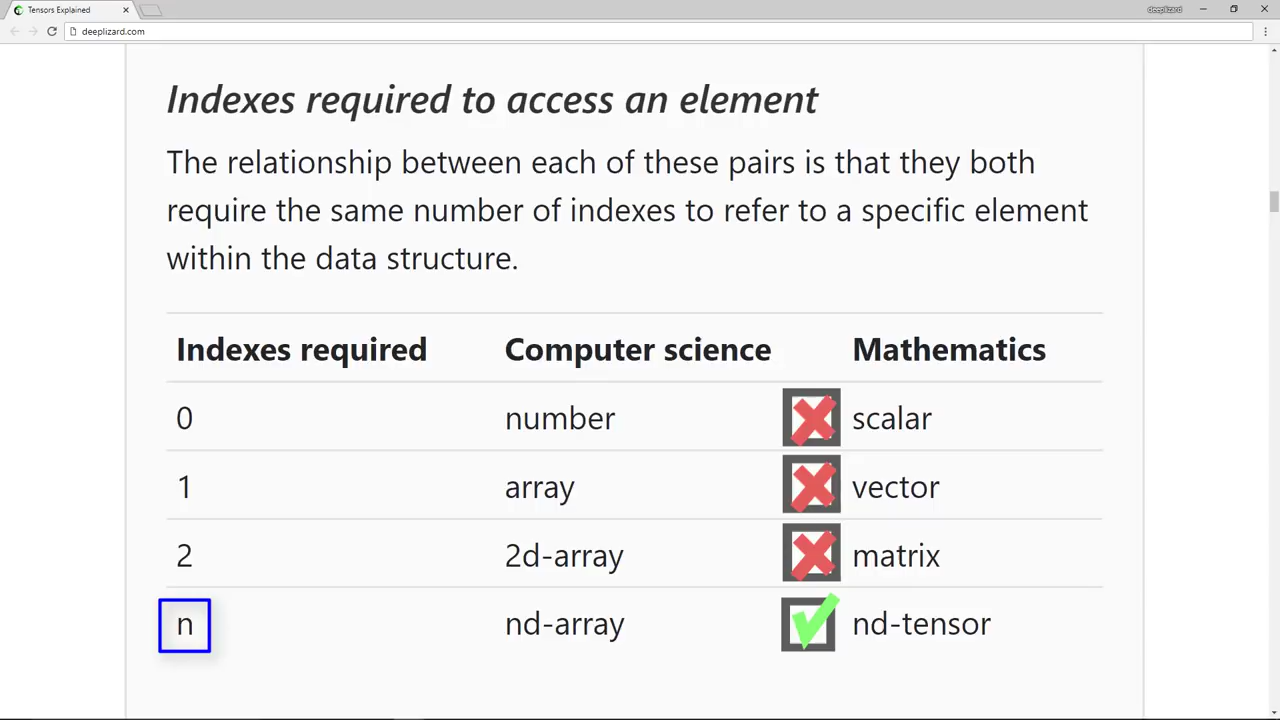 Tensors Explained
deeplizard
deeplizard.com
Indexes required to access an element
The relationship between each of these pairs is that they both
require the same number of indexes to refer to a specific element
within the data structure.
Indexes required Computer science Mathematics
0 number scalar
1 array vector
2 2d-array matrix
n nd-array nd-tensor